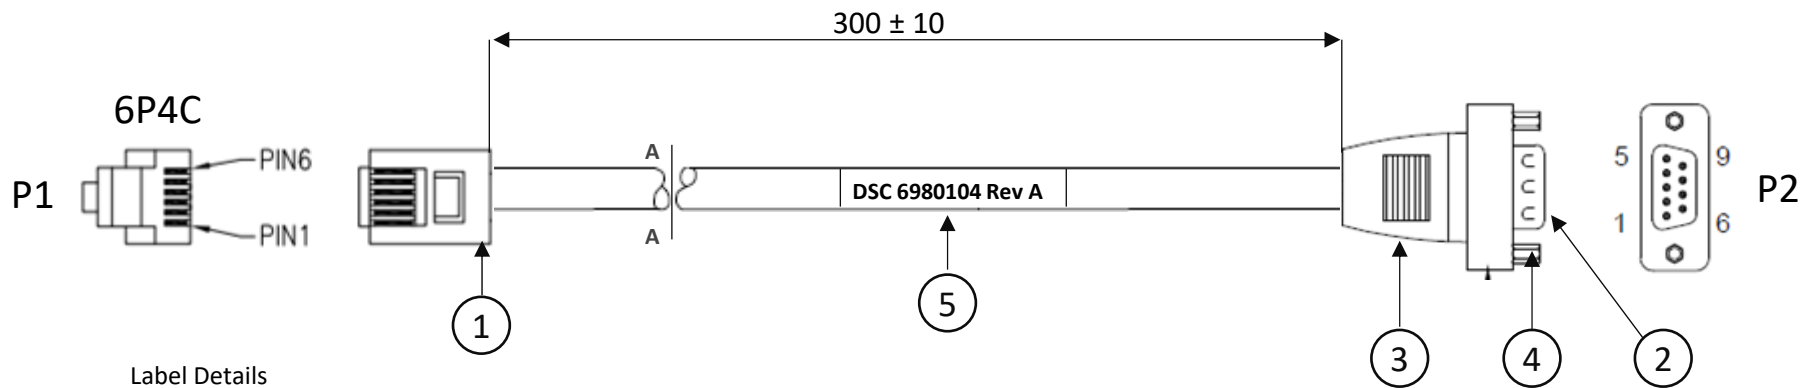 300 ± 10
6P4C
PIN6
PIN1
P1
A
A
DSC 6980104 Rev A
5
9
1
6
P2
1
5
3
4
2
Label Details